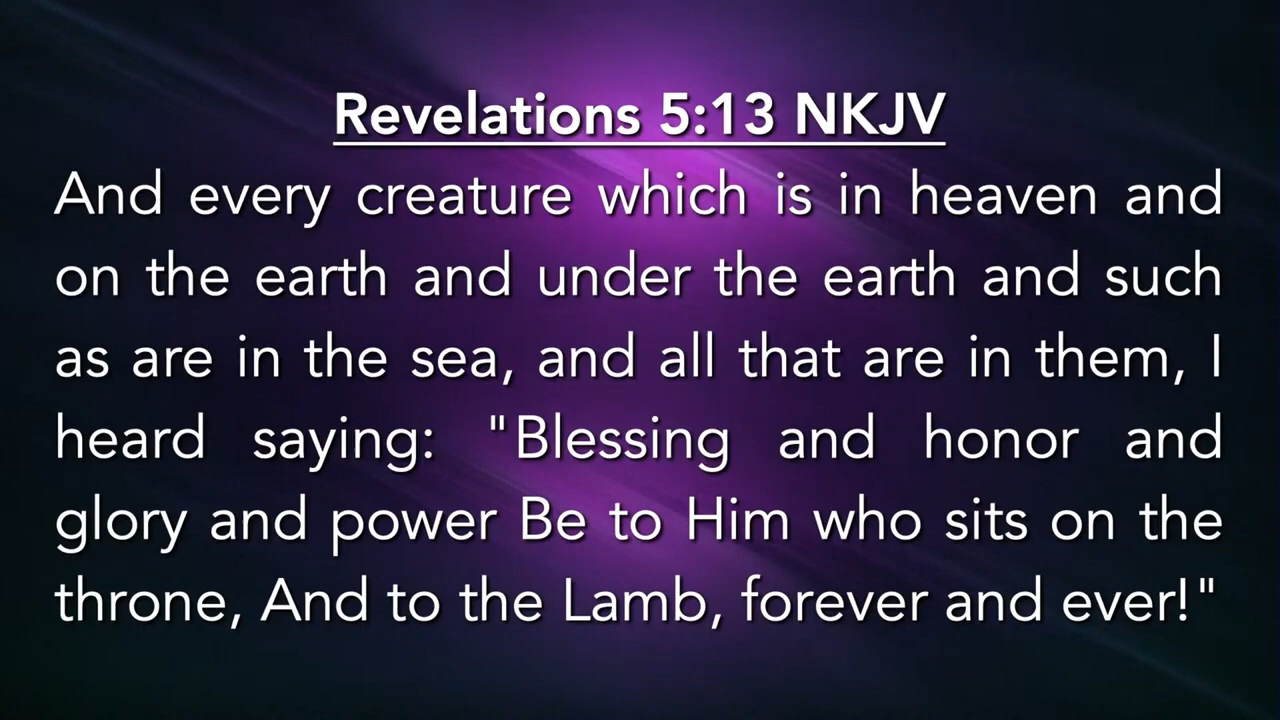 Revelations 5:13 NKJV
And every creature which is in heaven and
on the earth and under the earth and such
as are in the sea, and all that are in them, I
heard saying: "Blessing and honor and
glory and power Be to Him who sits on the
throne, And to the Lamb, forever and ever!"